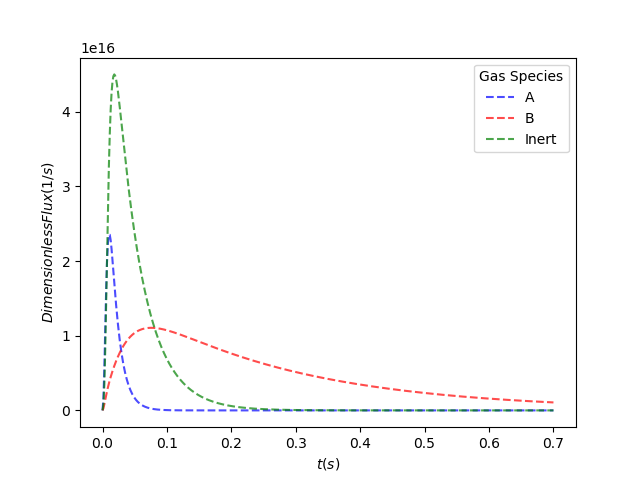 1e16
Gas Species
A
B
Inert
4
3
2
1
0
DimensionlessFlux(1/s)
0.0 0.1 0.2 0.3 0.4 0.5 0.6 0.7
t(s)